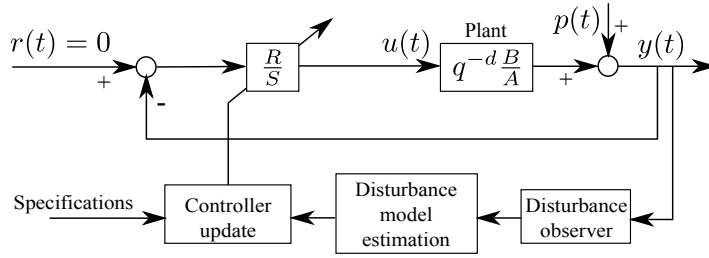 r(t) = 0
+
-
R/S
u(t)
Plant
q^{-d} B/A
p(t)
+
+
y(t)
Specifications
Controller
update
Disturbance
model
estimation
Disturbance
observer